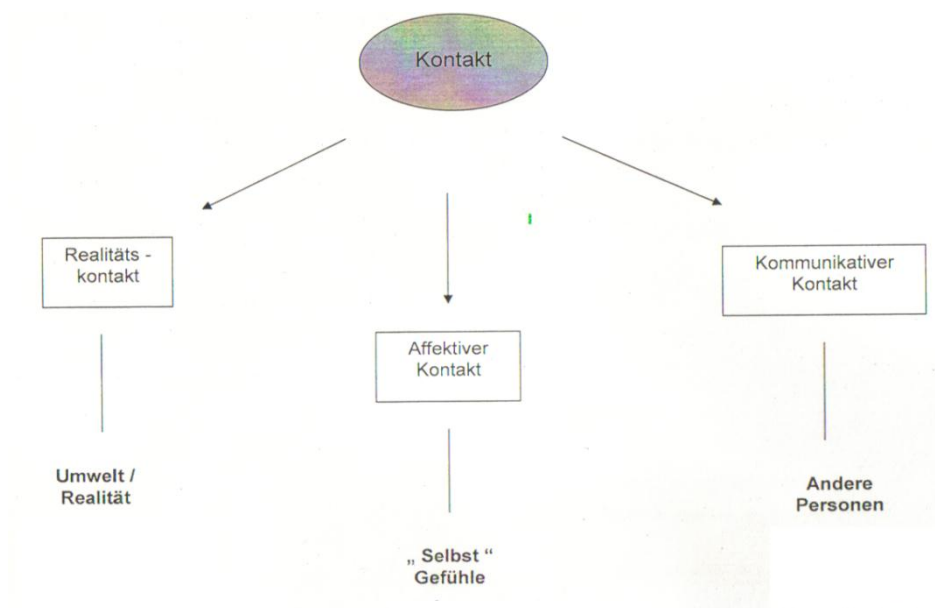 Kontakt
Realitäts -
kontakt
Kommunikativer
Kontakt
Affektiver
Kontakt
Umwelt /
Realität
Andere
Personen
„ Selbst “
Gefühle